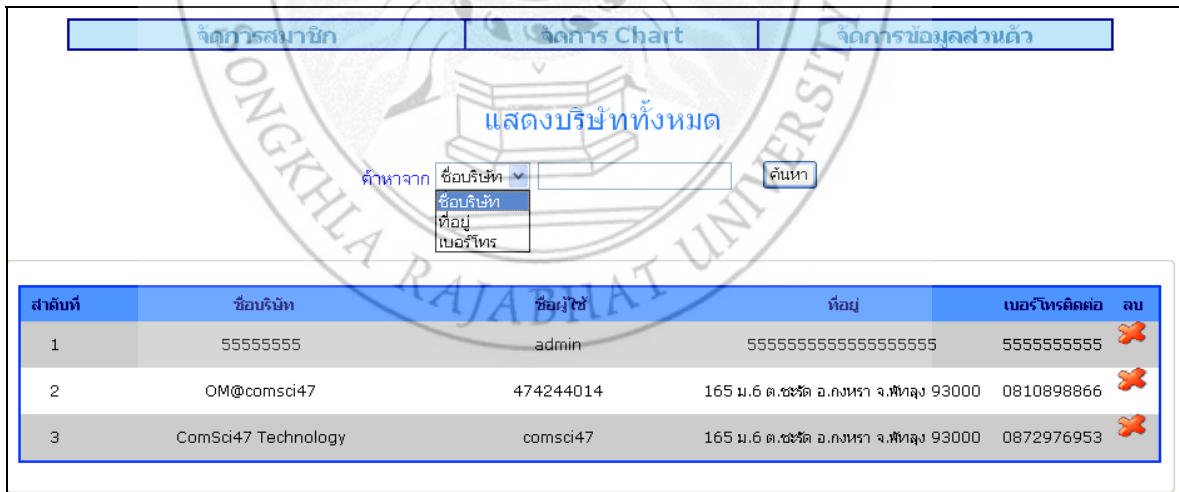 จัดการสมาชิก จัดการ Chart จัดการข้อมูลส่วนตัว
แสดงบริษัททั้งหมด
ค้าหาจาก ชื่อบริษัท ค้นหา
ชื่อบริษัท
ที่อยู่
เบอร์โทร
SONGKHLA RAJABHAT UNIVERSITY
ลำดับที่ ชื่อบริษัท ชื่อผู้ใช้ ที่อยู่ เบอร์โทรติดต่อ ลบ
1 55555555 admin 5555555555555555555 5555555555
2 OM@comsci47 474244014 165 ม.6 ต.ชะรัด อ.กงหรา จ.พัทลุง 93000 0810898866
3 ComSci47 Technology comsci47 165 ม.6 ต.ชะรัด อ.กงหรา จ.พัทลุง 93000 0872976953